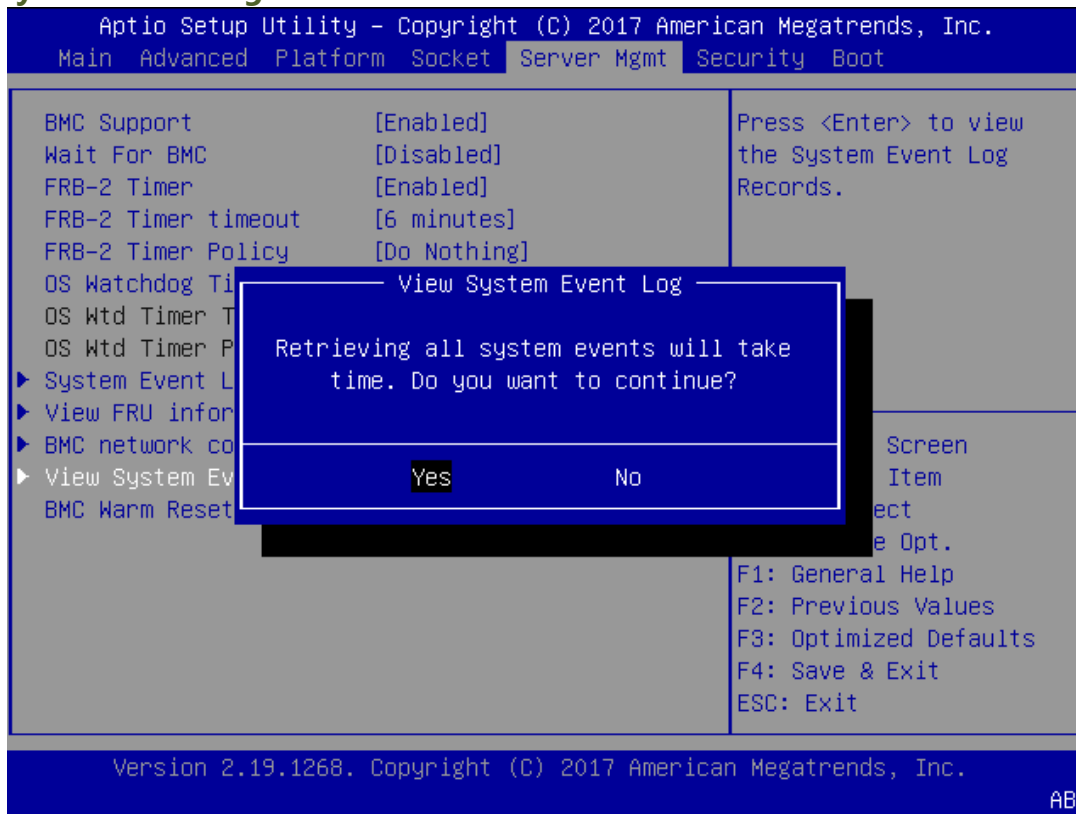 Aptio Setup Utility – Copyright (C) 2017 American Megatrends, Inc.
Main Advanced Platform Socket Server Mgmt Security Boot
BMC Support [Enabled]
Wait For BMC [Disabled]
FRB-2 Timer [Enabled]
FRB-2 Timer timeout [6 minutes]
FRB-2 Timer Policy [Do Nothing]
OS Watchdog Ti
OS Wtd Timer T
OS Wtd Timer P
System Event L
View FRU infor
BMC network co
View System Ev
BMC Warm Reset
View System Event Log
Retrieving all system events will take
time. Do you want to continue?
Yes No
Press <Enter> to view
the System Event Log
Records.
Screen
Item
ect
e Opt.
F1: General Help
F2: Previous Values
F3: Optimized Defaults
F4: Save & Exit
ESC: Exit
Version 2.19.1268. Copyright (C) 2017 American Megatrends, Inc.
AB